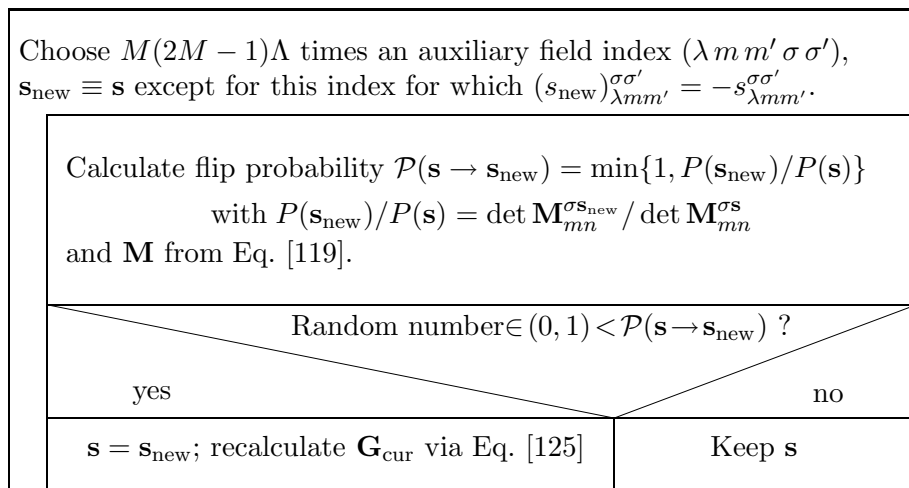 Choose M(2M − 1)Λ times an auxiliary field index (λ m m′ σ σ′),
s_new ≡ s except for this index for which (s_new)^{σσ′}_{λmm′} = −s^{σσ′}_{λmm′}.
Calculate flip probability 𝒫(s → s_new) = min{1, P(s_new)/P(s)}
with P(s_new)/P(s) = det M^{σs_new}_{mn} / det M^{σs}_{mn}
and M from Eq. [119].
Random number∈(0, 1)<𝒫(s→s_new) ?
yes no
s = s_new; recalculate G_cur via Eq. [125] Keep s